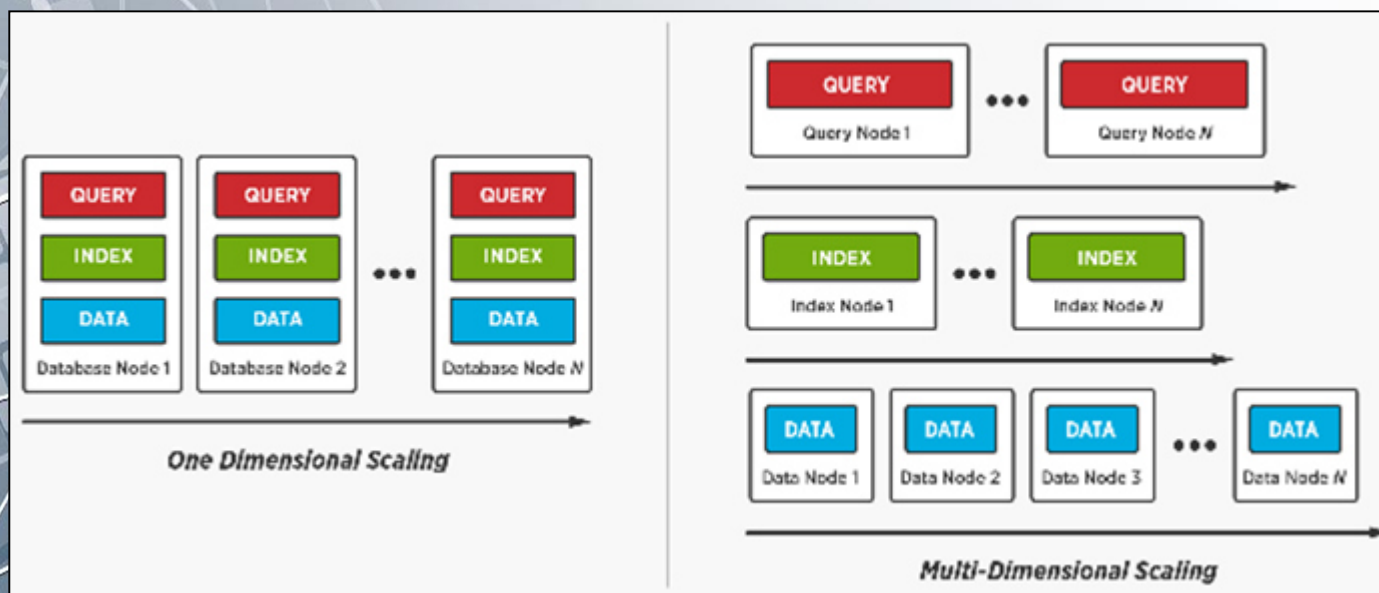 QUERY
INDEX
DATA
Database Node 1
QUERY
INDEX
DATA
Database Node 2
QUERY
INDEX
DATA
Database Node N
One Dimensional Scaling
QUERY
Query Node 1
QUERY
Query Node N
INDEX
Index Node 1
INDEX
Index Node N
DATA
Data Node 1
DATA
Data Node 2
DATA
Data Node 3
DATA
Data Node N
Multi-Dimensional Scaling